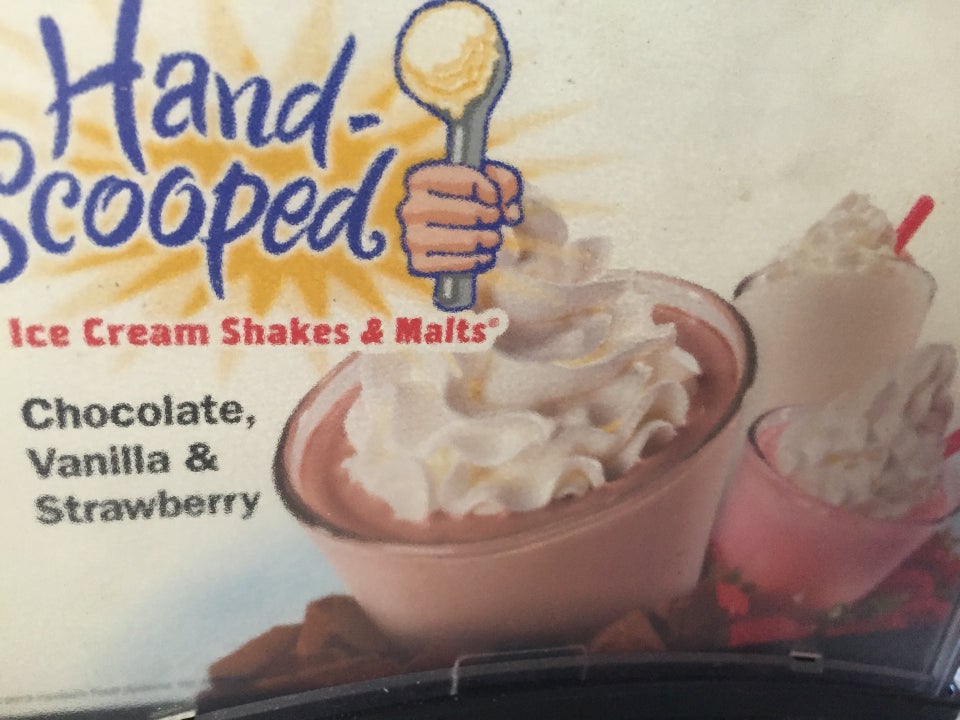 Hand-
Scooped
Ice Cream Shakes & Malts®
Chocolate,
Vanilla &
Strawberry